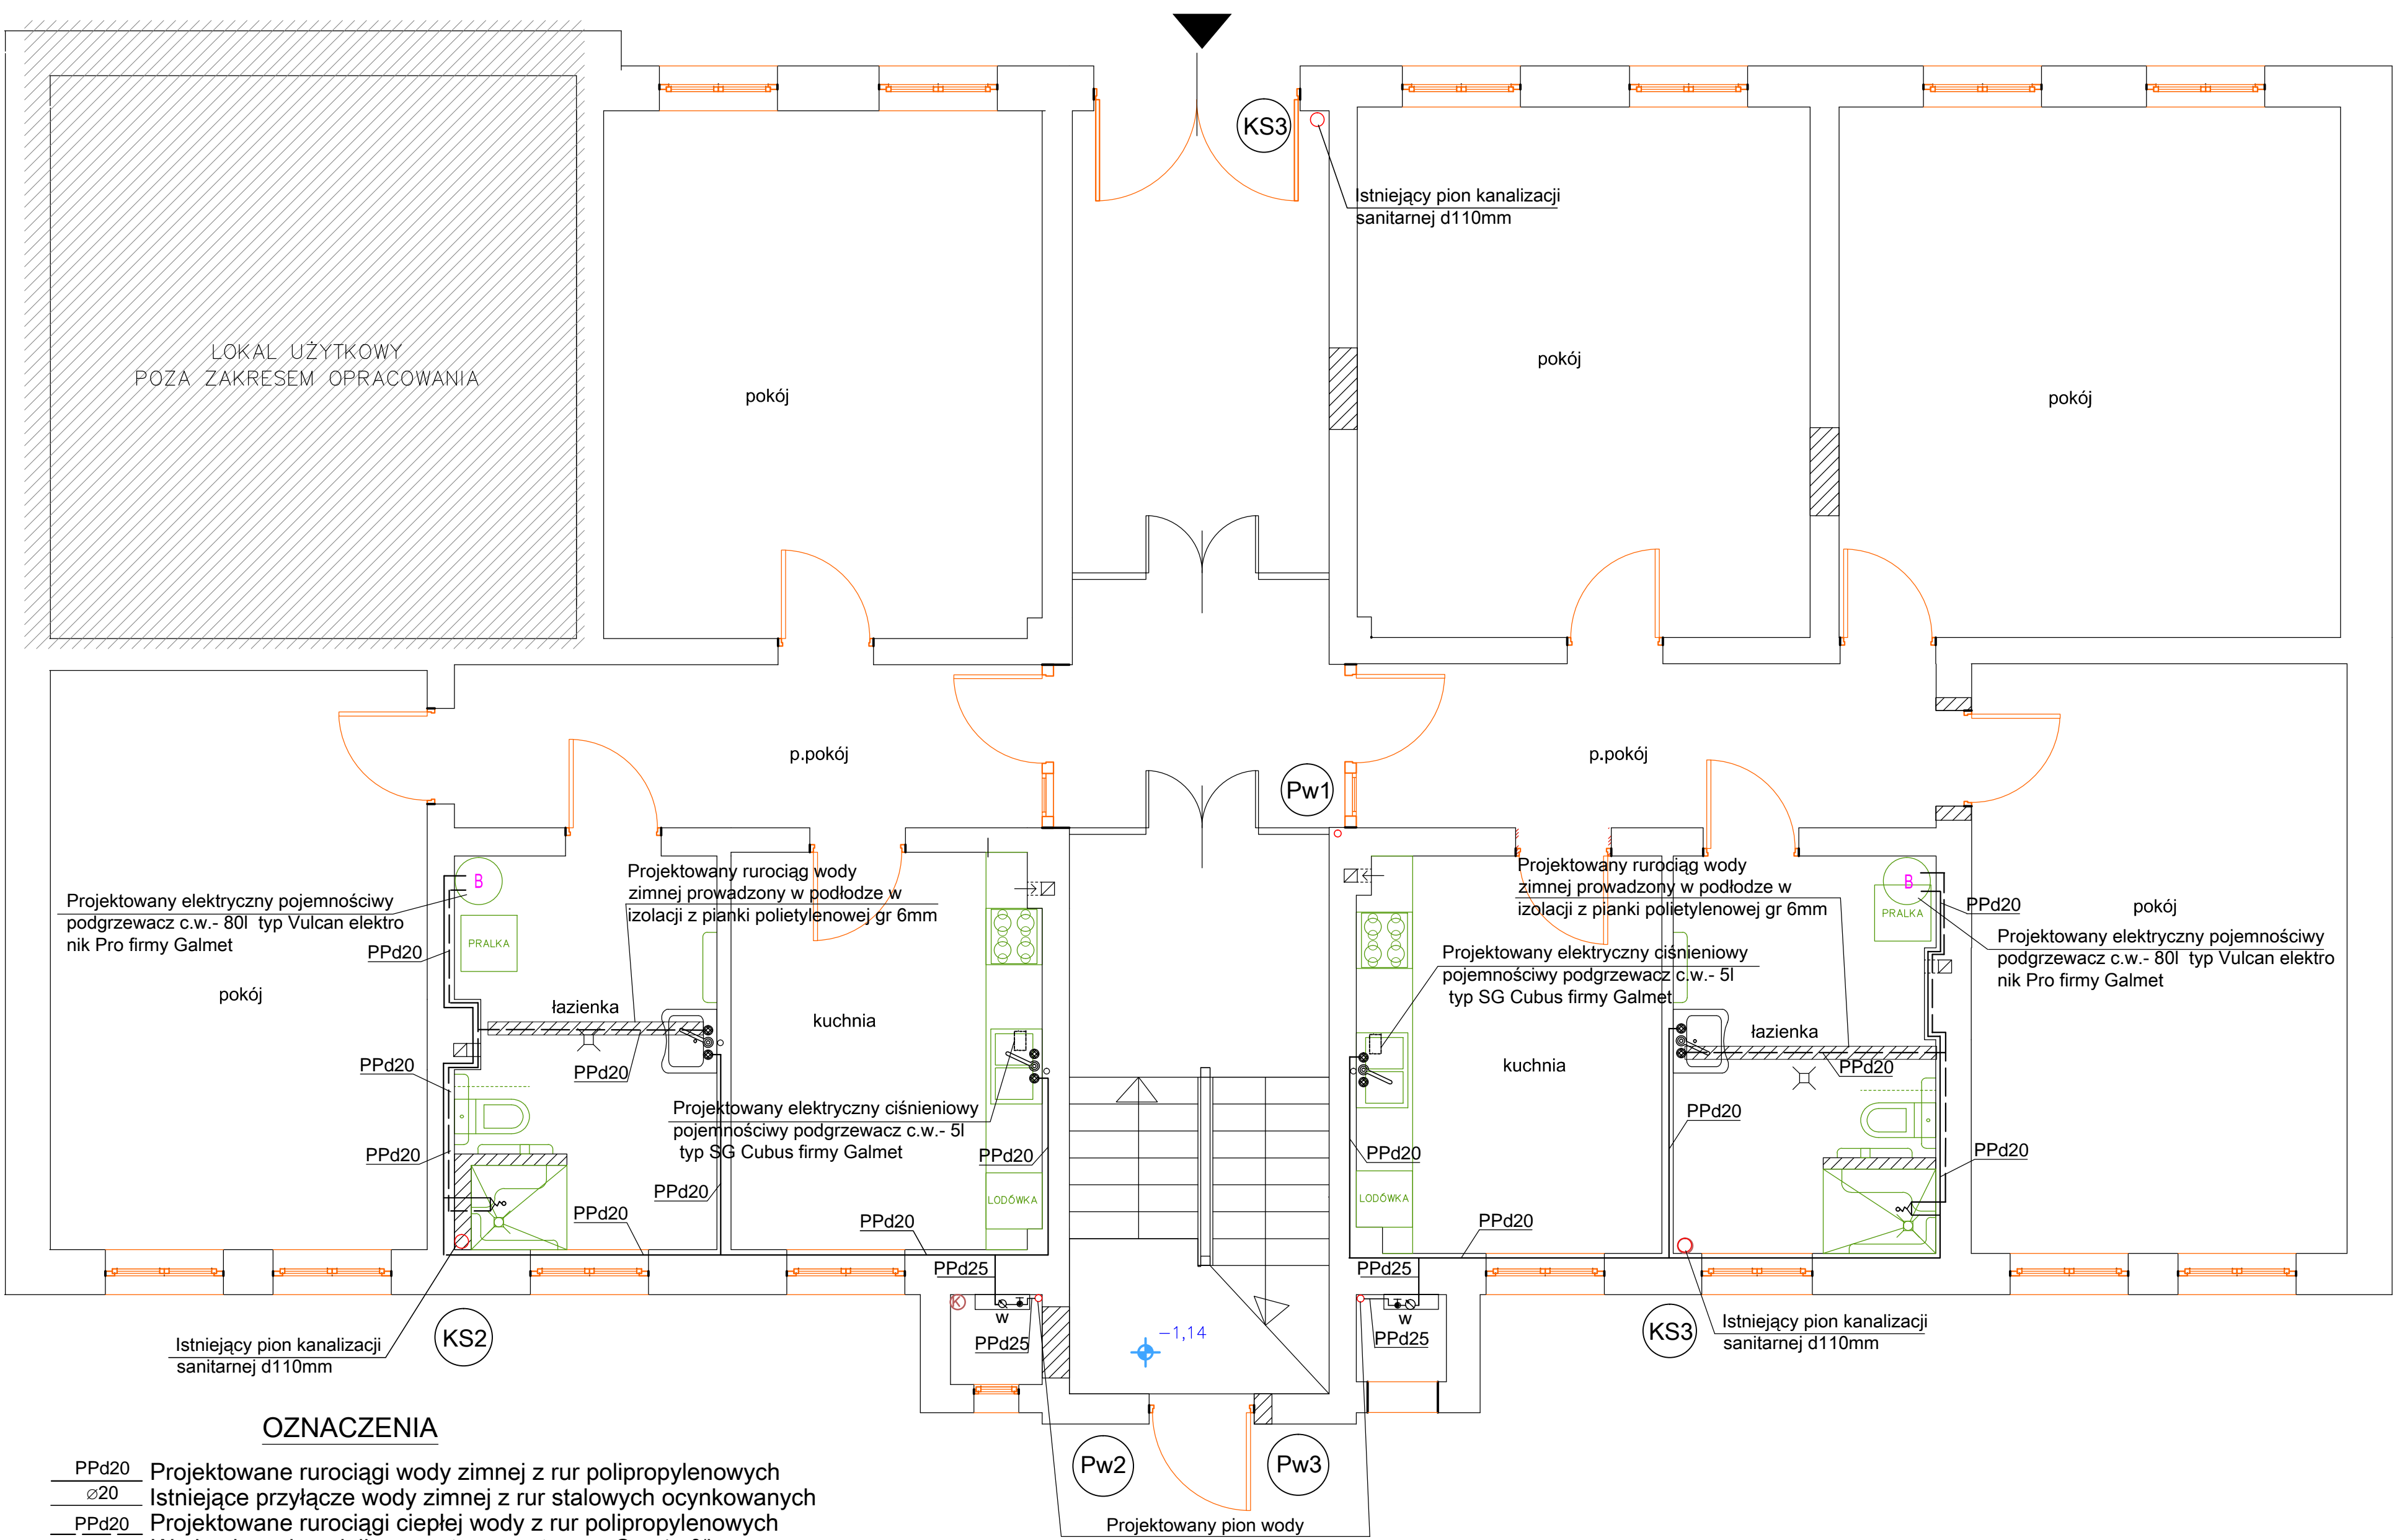 KS3
Istniejący pion kanalizacji
sanitarnej d110mm
LOKAL UŻYTKOWY
POZA ZAKRESEM OPRACOWANIA
pokój
pokój
pokój
p.pokój
p.pokój
Pw1
Projektowany elektryczny pojemnościowy
podgrzewacz c.w.- 80l typ Vulcan elektro
nik Pro firmy Galmet
B
PRALKA
PPd20
Projektowany rurociąg wody
zimnej prowadzony w podłodze w
izolacji z pianki polietylenowej gr 6mm
pokój
łazienka
kuchnia
PPd20
PPd20
PPd20
Projektowany elektryczny ciśnieniowy
pojemnościwy podgrzewacz c.w.- 5l
typ SG Cubus firmy Galmet
PPd20
PPd20
PPd20
PPd20
LODÓWKA
PPd25
w
PPd25
K
Projektowany rurociąg wody
zimnej prowadzony w podłodze w
izolacji z pianki polietylenowej gr 6mm
Projektowany elektryczny ciśnieniowy
pojemnościwy podgrzewacz c.w.- 5l
typ SG Cubus firmy Galmet
kuchnia
B
PRALKA
PPd20
pokój
Projektowany elektryczny pojemnościwy
podgrzewacz c.w.- 80l typ Vulcan elektro
nik Pro firmy Galmet
łazienka
PPd20
PPd20
PPd20
PPd20
LODÓWKA
PPd20
PPd25
w
PPd25
−1,14
Istniejący pion kanalizacji
sanitarnej d110mm
KS2
KS3
Istniejący pion kanalizacji
sanitarnej d110mm
Pw2
Pw3
Projektowany pion wody
OZNACZENIA
PPd20 Projektowane rurociągi wody zimnej z rur polipropylenowych
⌀20 Istniejące przyłącze wody zimnej z rur stalowych ocynkowanych
PPd20 Projektowane rurociągi ciepłej wody z rur polipropylenowych